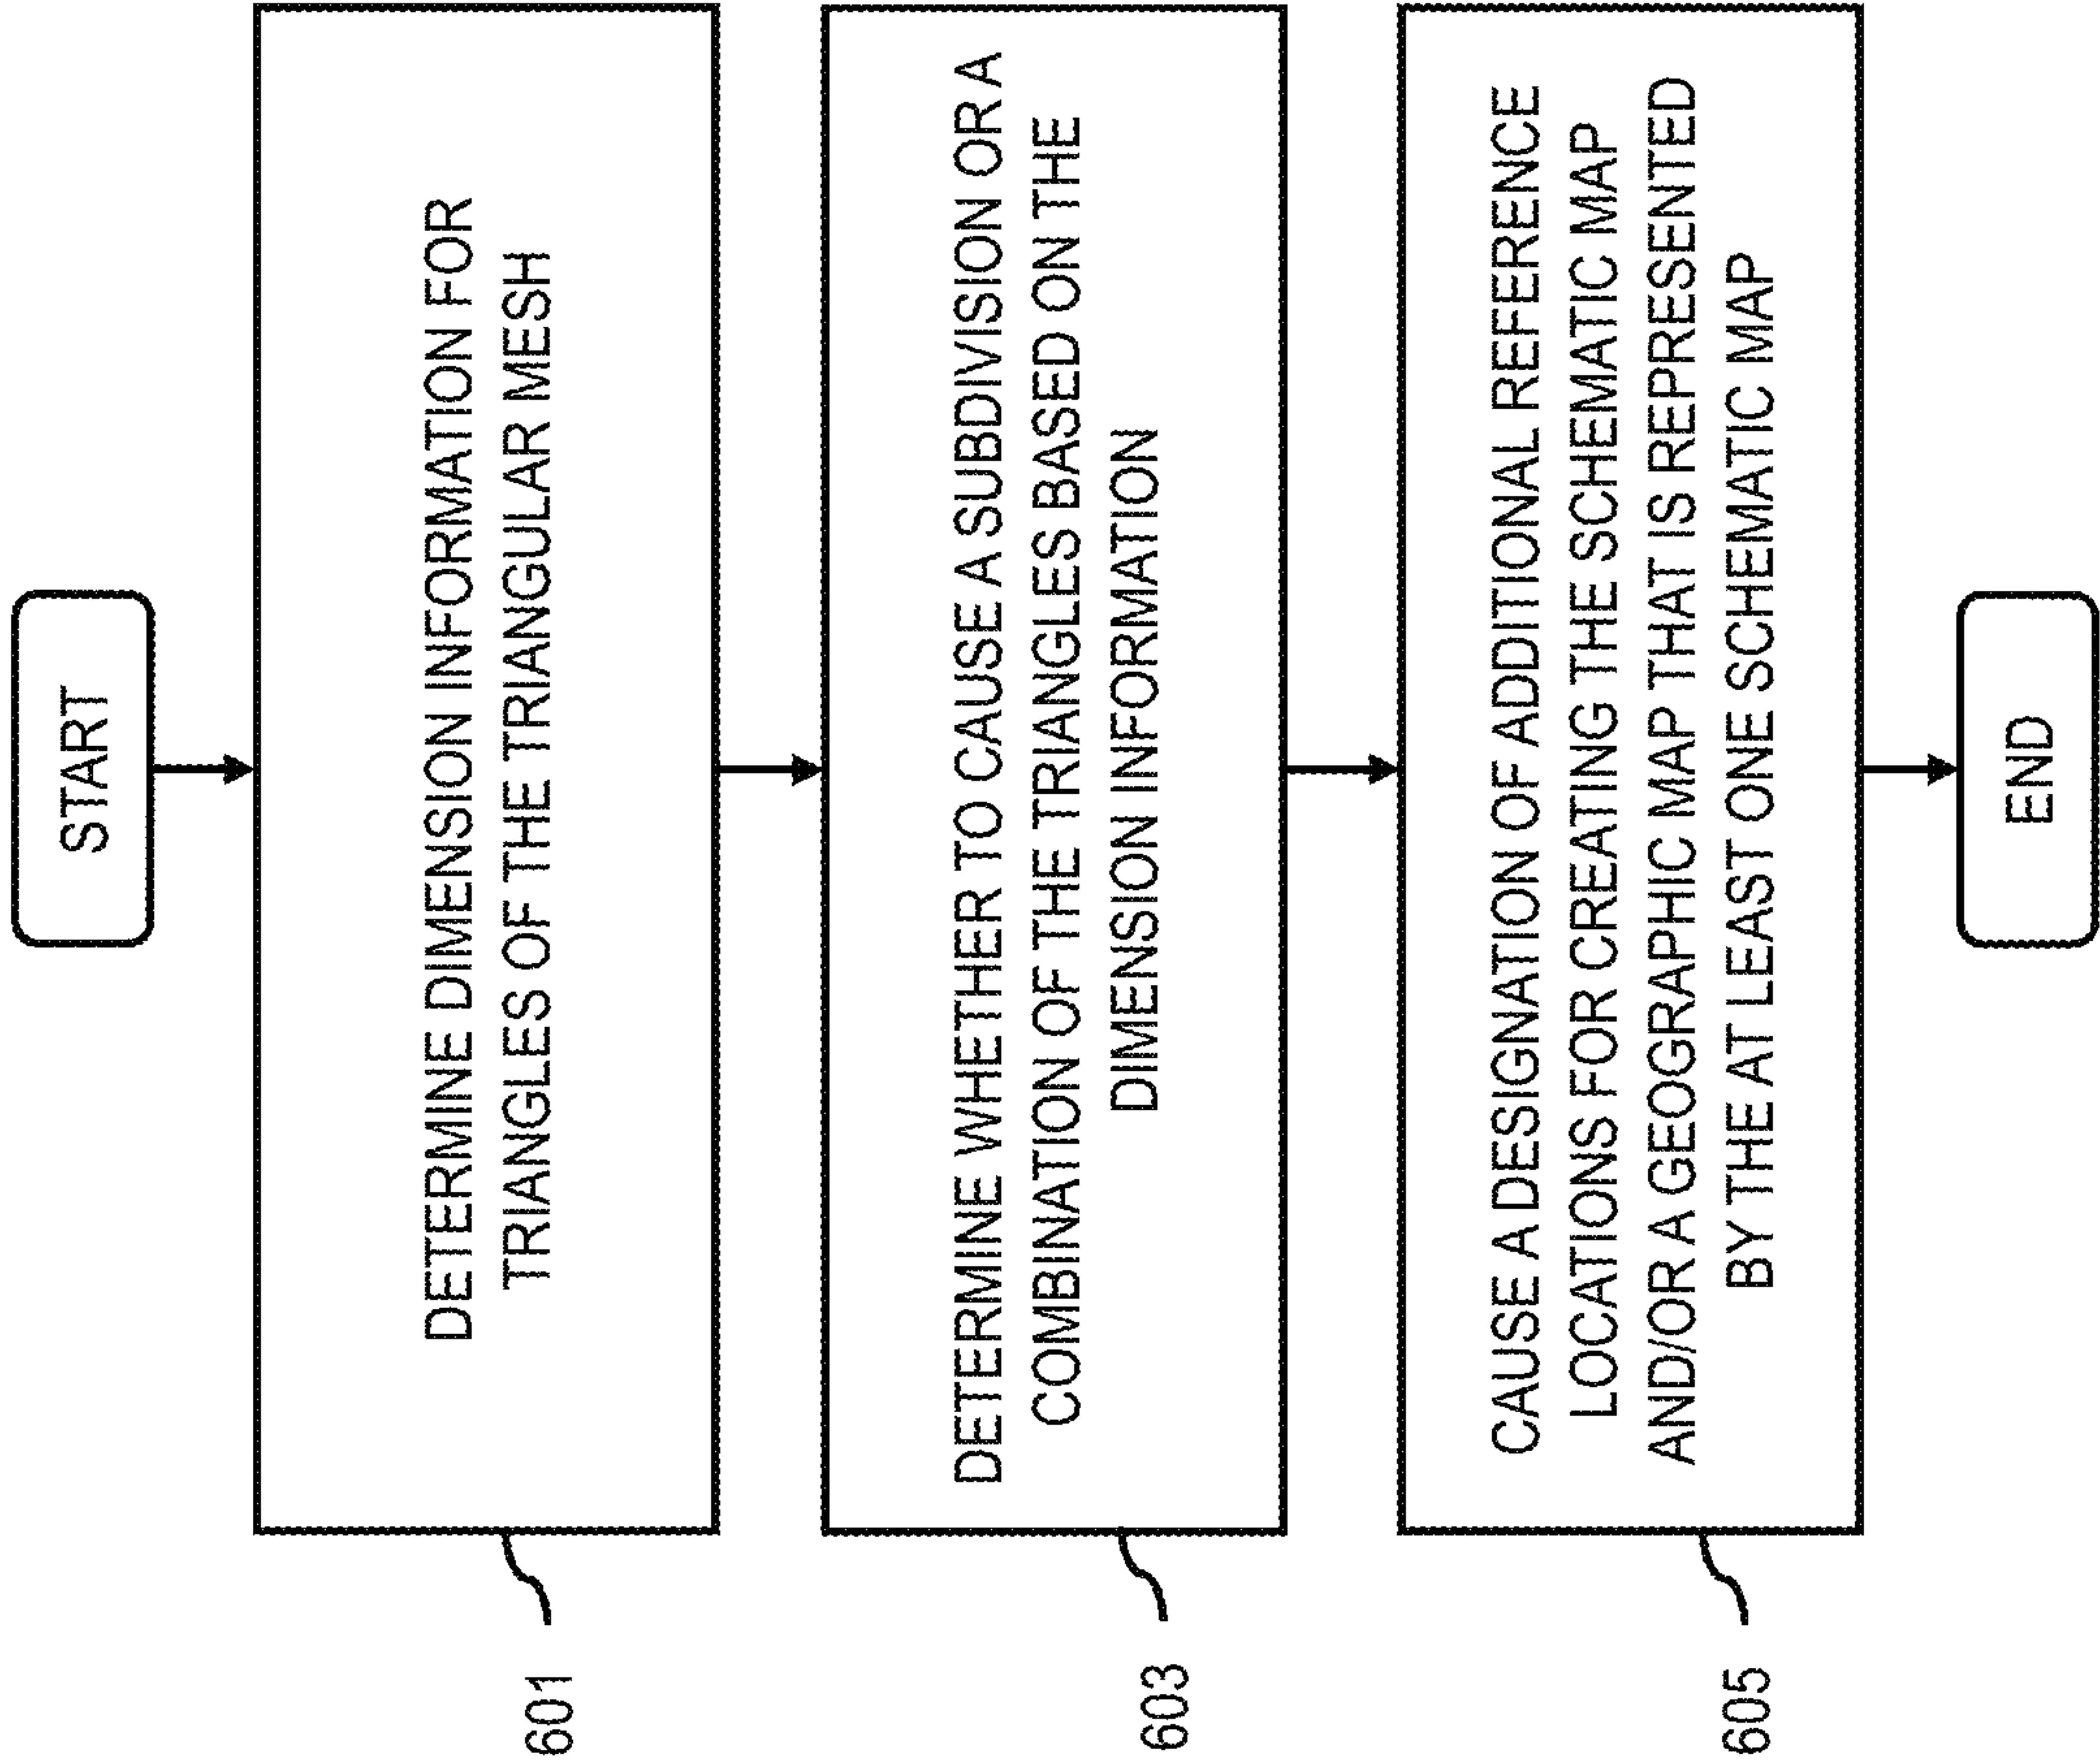 START
DETERMINE DIMENSION INFORMATION FOR
TRIANGLES OF THE TRIANGULAR MESH
601
DETERMINE WHETHER TO CAUSE A SUBDIVISION OR A
COMBINATION OF THE TRIANGLES BASED ON THE
DIMENSION INFORMATION
603
CAUSE A DESIGNATION OF ADDITIONAL REFERENCE
LOCATIONS FOR CREATING THE SCHEMATIC MAP
AND/OR A GEOGRAPHIC MAP THAT IS REPRESENTED
BY THE AT LEAST ONE SCHEMATIC MAP
605
END